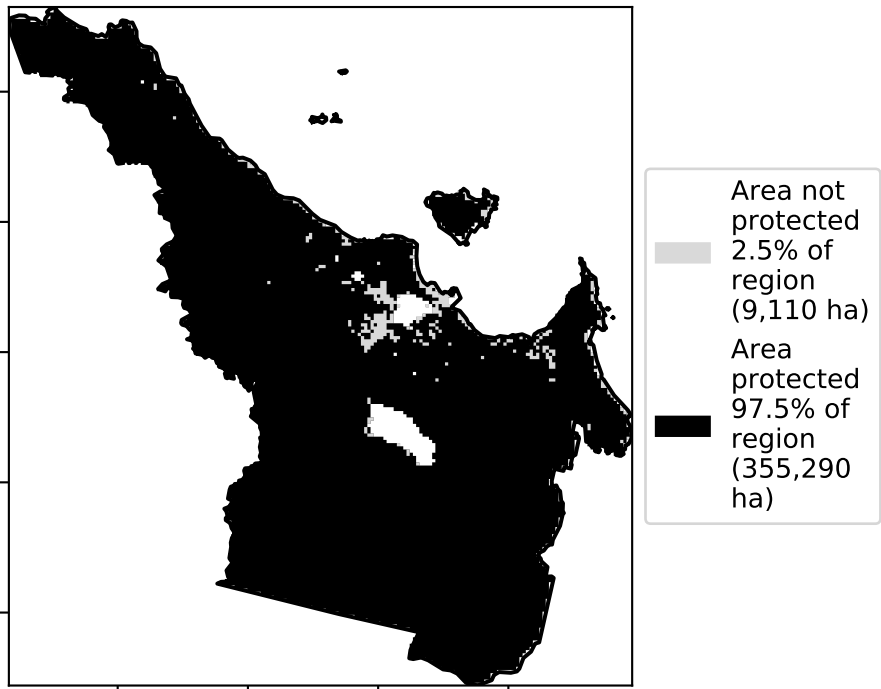 Area not
protected
2.5% of
region
(9,110 ha)
Area
protected
97.5% of
region
(355,290
ha)